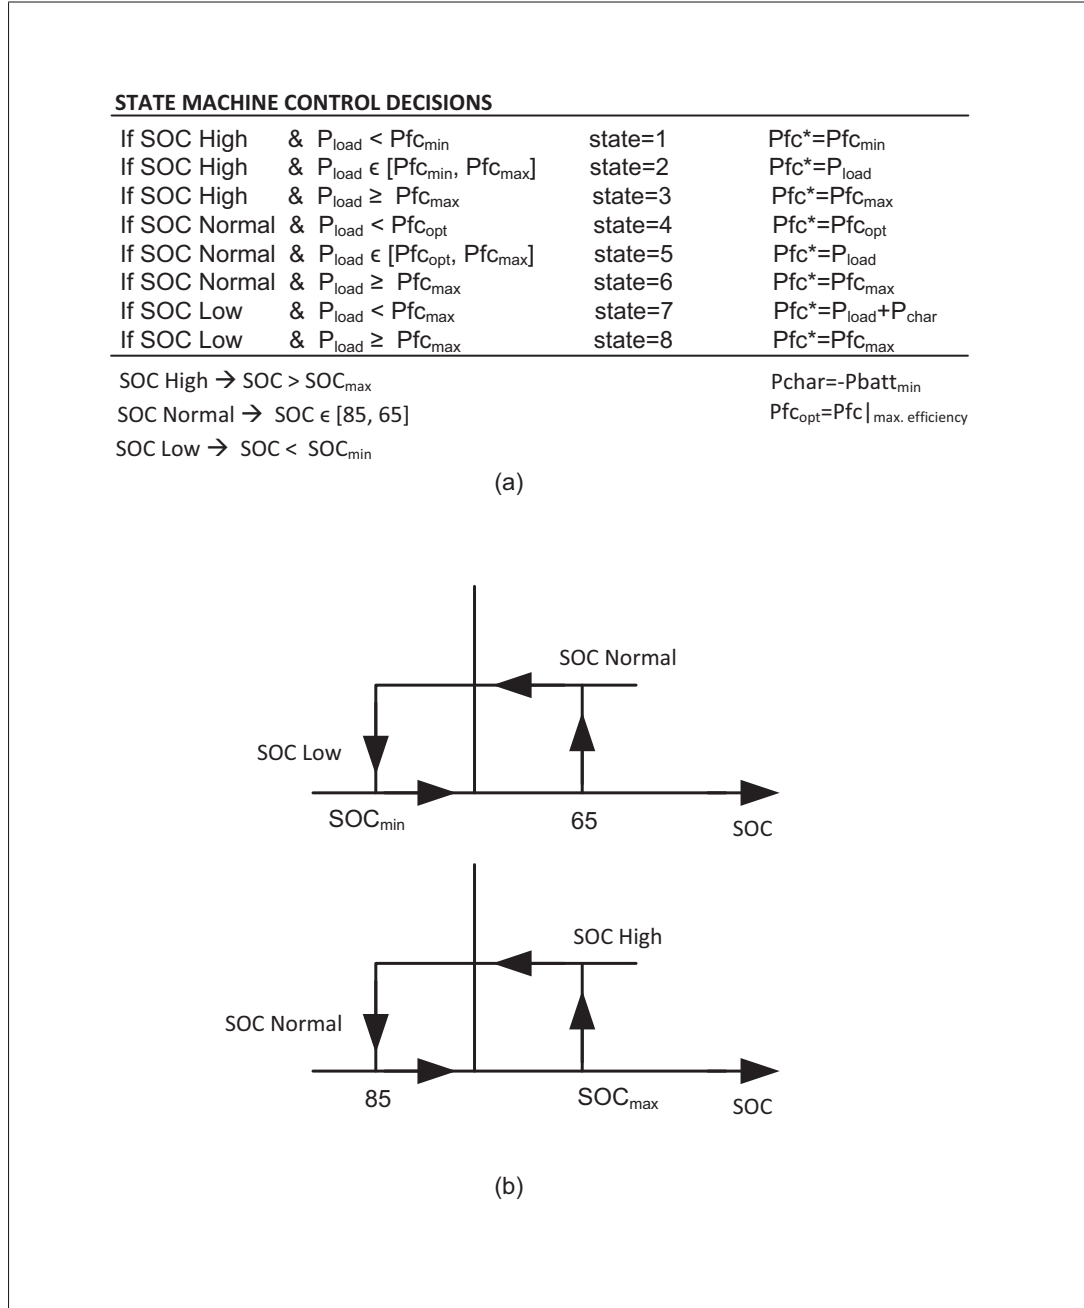 STATE MACHINE CONTROL DECISIONS
If SOC High & Pload < Pfcmin state=1 Pfc*=Pfcmin
If SOC High & Pload ϵ [Pfcmin, Pfcmax] state=2 Pfc*=Pload
If SOC High & Pload ≥ Pfcmax state=3 Pfc*=Pfcmax
If SOC Normal & Pload < Pfcopt state=4 Pfc*=Pfcopt
If SOC Normal & Pload ϵ [Pfcopt, Pfcmax] state=5 Pfc*=Pload
If SOC Normal & Pload ≥ Pfcmax state=6 Pfc*=Pfcmax
If SOC Low & Pload < Pfcmax state=7 Pfc*=Pload+Pchar
If SOC Low & Pload ≥ Pfcmax state=8 Pfc*=Pfcmax
SOC High → SOC > SOCmax Pchar=-Pbattmin
SOC Normal → SOC ϵ [85, 65] Pfcopt=Pfc|max. efficiency
SOC Low → SOC < SOCmin
(a)
SOC Normal
SOC Low
SOCmin 65 SOC
SOC High
SOC Normal
85 SOCmax SOC
(b)